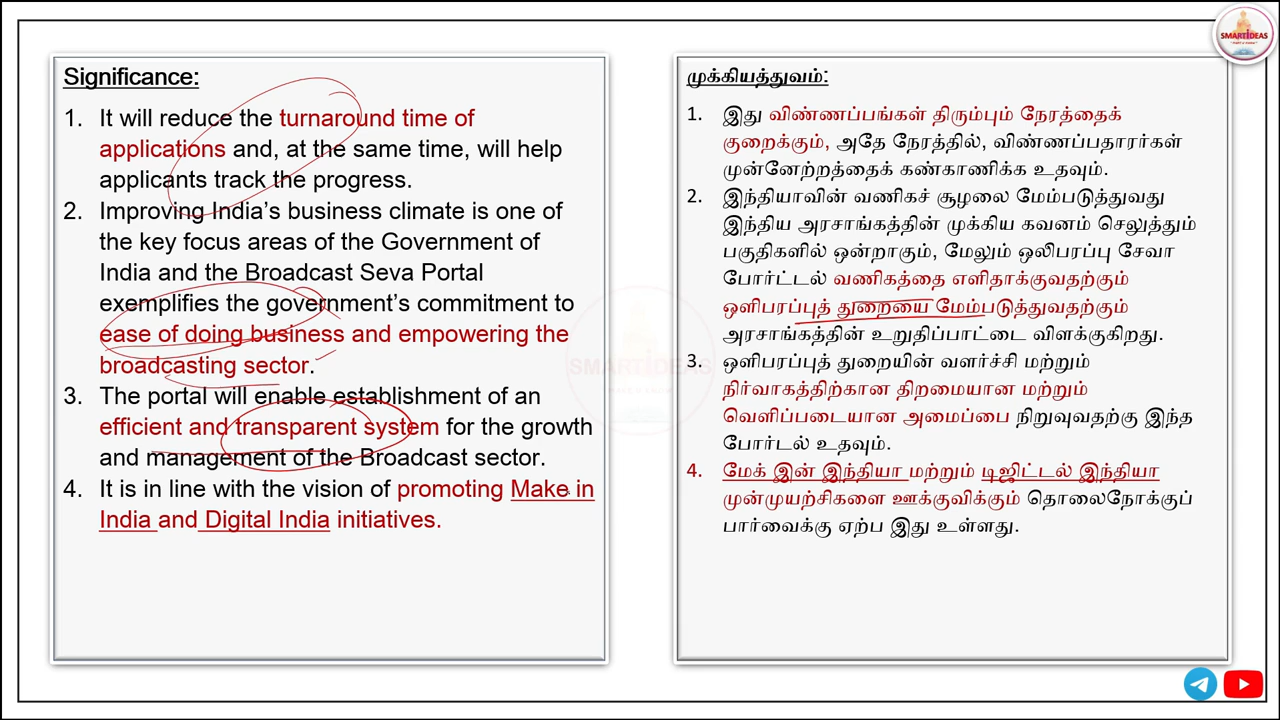 SMARTIDEAS
Significance:
1. It will reduce the turnaround time of
applications and, at the same time, will help
applicants track the progress.
2. Improving India’s business climate is one of
the key focus areas of the Government of
India and the Broadcast Seva Portal
exemplifies the government’s commitment to
ease of doing business and empowering the
broadcasting sector.
3. The portal will enable establishment of an
efficient and transparent system for the growth
and management of the Broadcast sector.
4. It is in line with the vision of promoting Make in
India and Digital India initiatives.
முக்கியத்துவம்:
1. இது விண்ணப்பங்கள் திரும்பும் நேரத்தைக்
குறைக்கும், அதே நேரத்தில், விண்ணப்பதாரர்கள்
முன்னேற்றத்தைக் கண்காணிக்க உதவும்.
2. இந்தியாவின் வணிகச் சூழலை மேம்படுத்துவது
இந்திய அரசாங்கத்தின் முக்கிய கவனம் செலுத்தும்
பகுதிகளில் ஒன்றாகும், மேலும் ஒலிபரப்பு சேவா
போர்ட்டல் வணிகத்தை எளிதாக்குவதற்கும்
ஒளிபரப்புத் துறையை மேம்படுத்துவதற்கும்
அரசாங்கத்தின் உறுதிப்பாட்டை விளக்குகிறது.
3. ஒளிபரப்புத் துறையின் வளர்ச்சி மற்றும்
நிர்வாகத்திற்கான திறமையான மற்றும்
வெளிப்படையான அமைப்பை நிறுவுவதற்கு இந்த
போர்டல் உதவும்.
4. மேக் இன் இந்தியா மற்றும் டிஜிட்டல் இந்தியா
முன்முயற்சிகளை ஊக்குவிக்கும் தொலைநோக்குப்
பார்வைக்கு ஏற்ப இது உள்ளது.
SMARTIDEAS